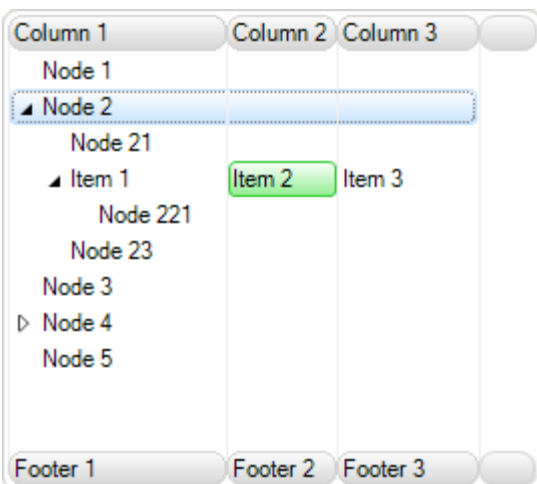 Column 1 Column 2 Column 3
Node 1
Node 2
Node 21
Item 1 Item 2 Item 3
Node 221
Node 23
Node 3
Node 4
Node 5
Footer 1 Footer 2 Footer 3